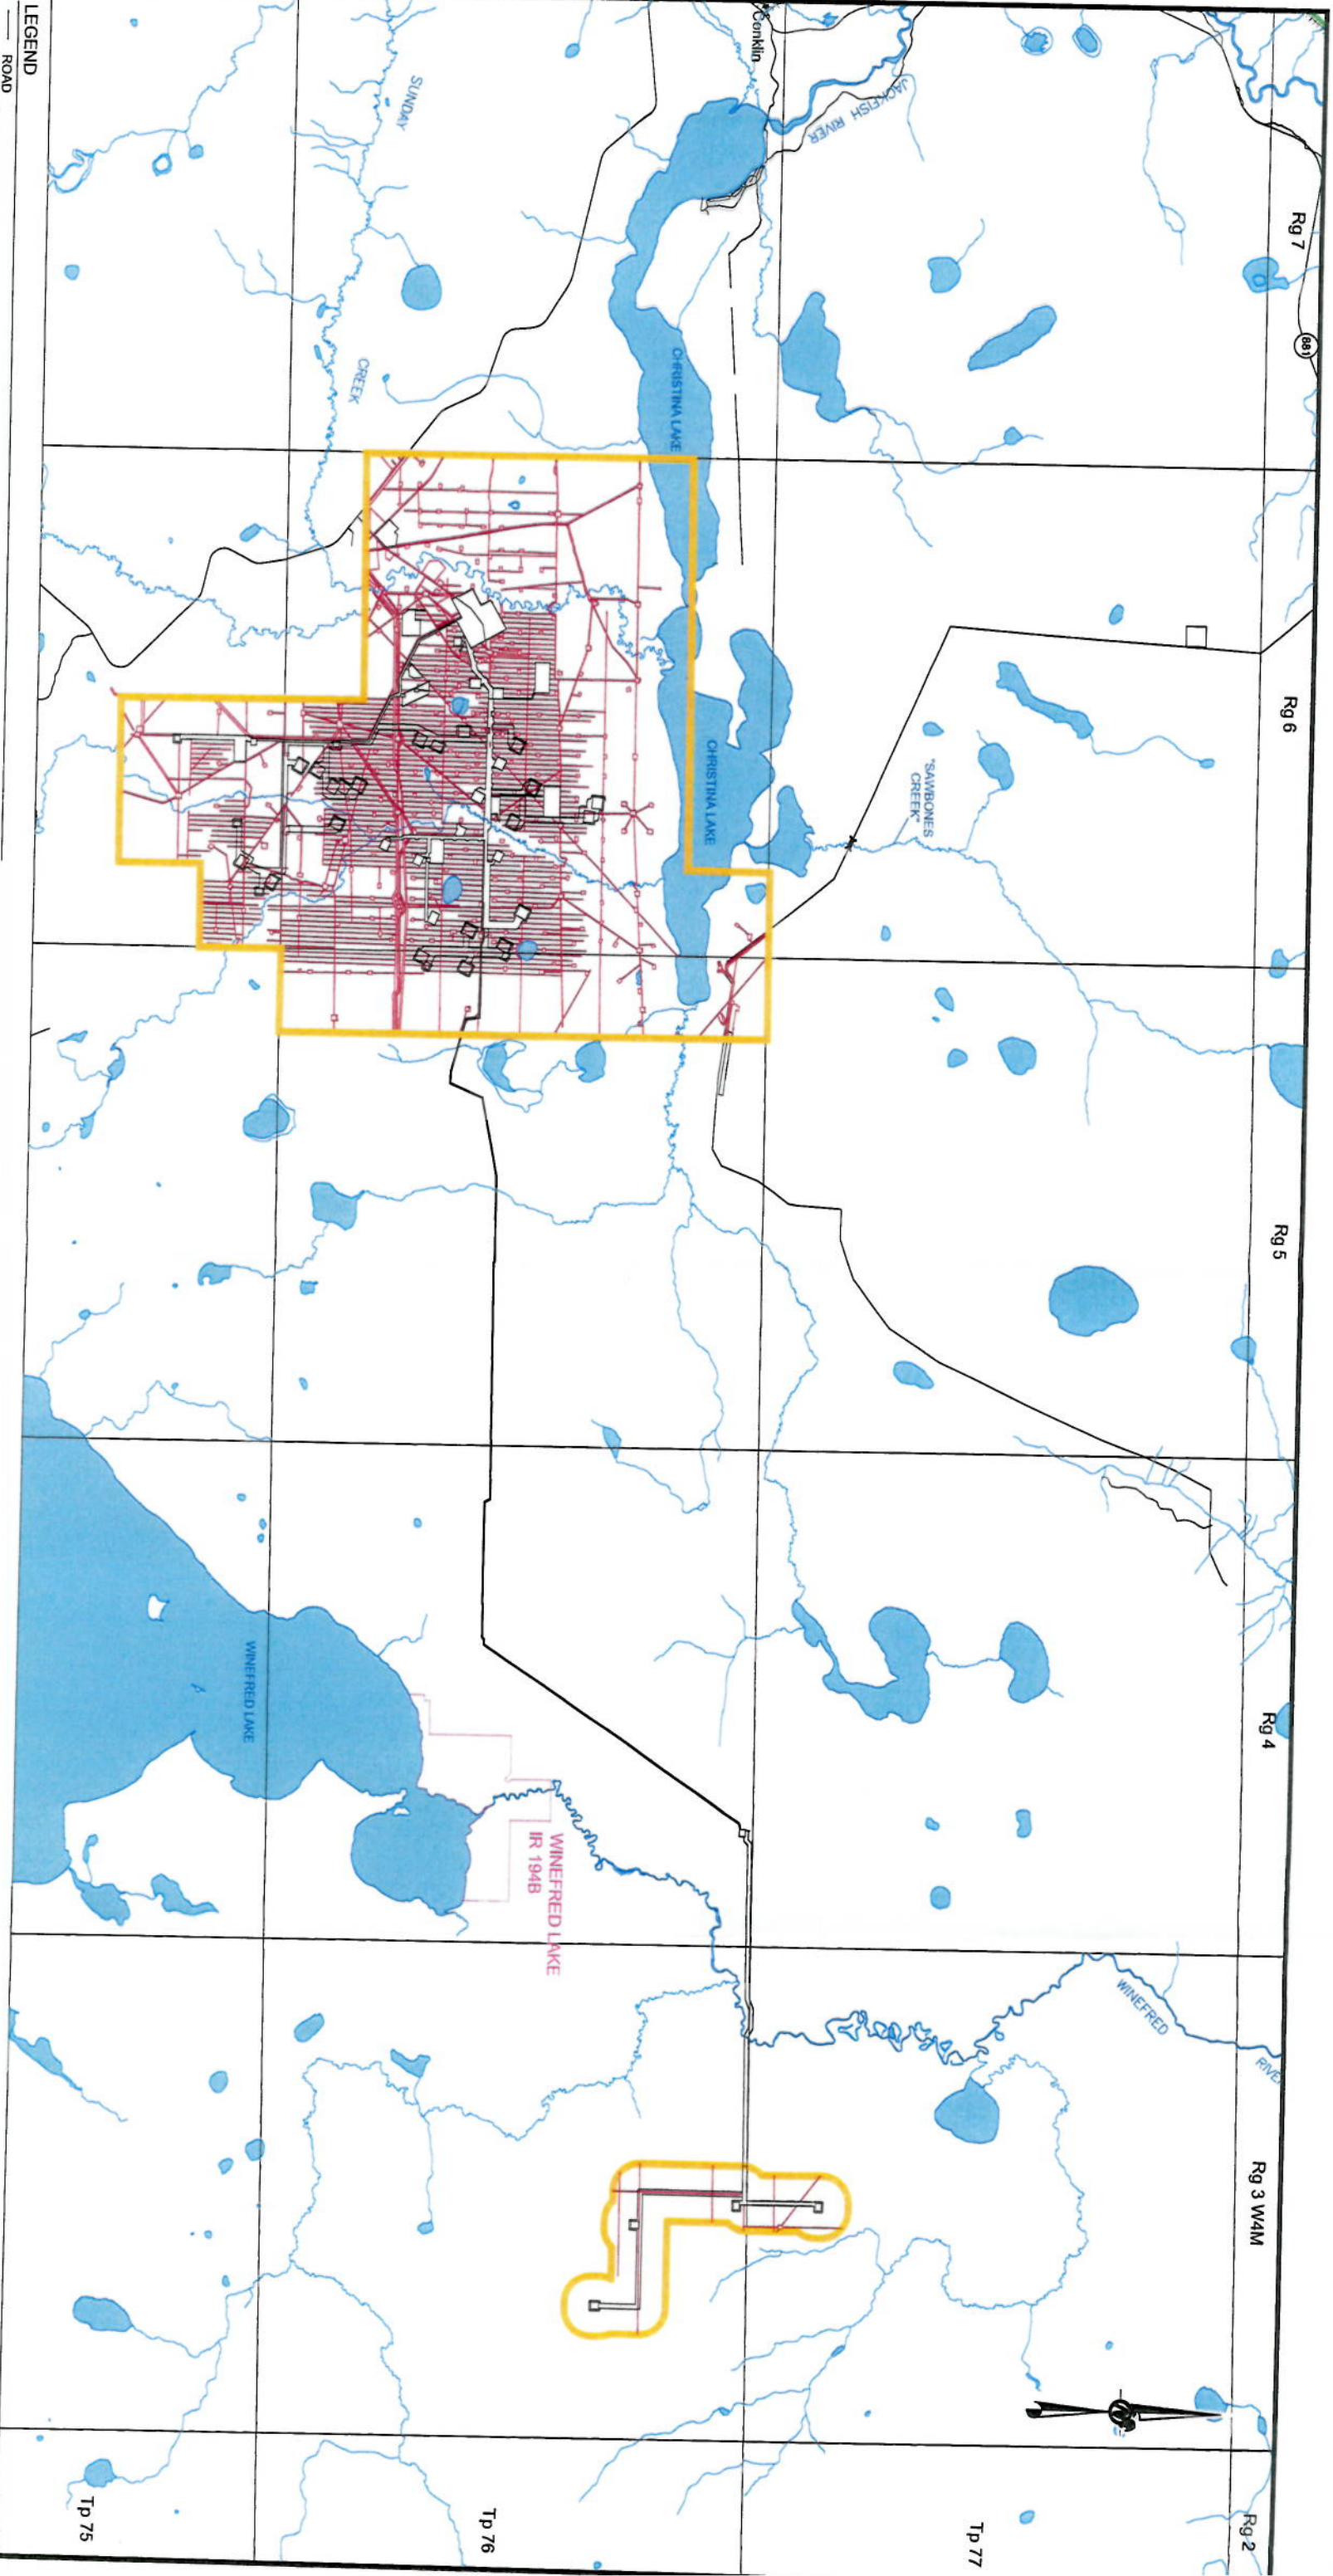 Rg 7
Rg 6
Rg 5
Rg 4
Rg 3 W4M
Rg 2
881
Conklin
JACKFISH RIVER
SUNDAY
CREEK
CHRISTINA LAKE
CHRISTINA LAKE
"SAWBONES
CREEK"
WINEFRED
RIVER
WINEFRED LAKE
WINEFRED LAKE
IR 194B
Tp 77
Tp 76
Tp 75
LEGEND
ROAD